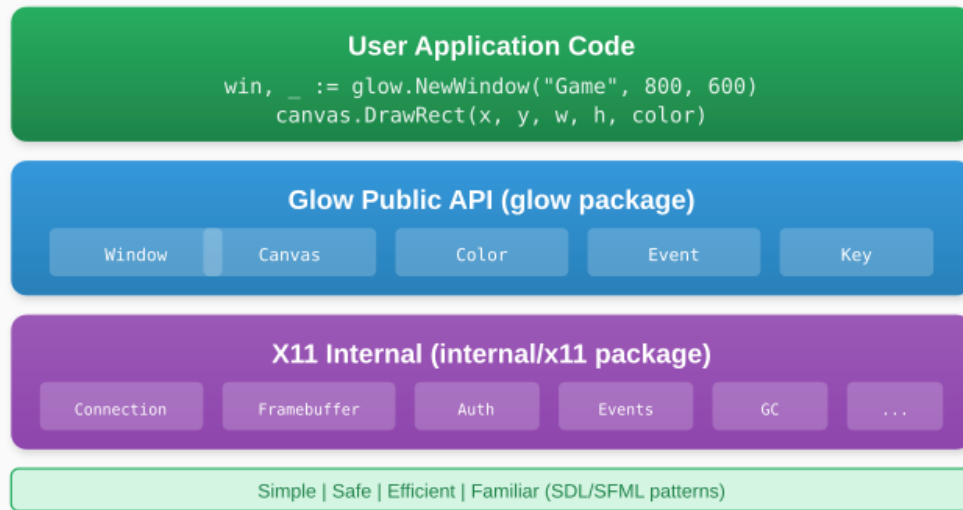 User Application Code
win, _ := glow.NewWindow("Game", 800, 600)
canvas.DrawRect(x, y, w, h, color)
Glow Public API (glow package)
Window Canvas Color Event Key
X11 Internal (internal/x11 package)
Connection Framebuffer Auth Events GC ...
Simple | Safe | Efficient | Familiar (SDL/SFML patterns)